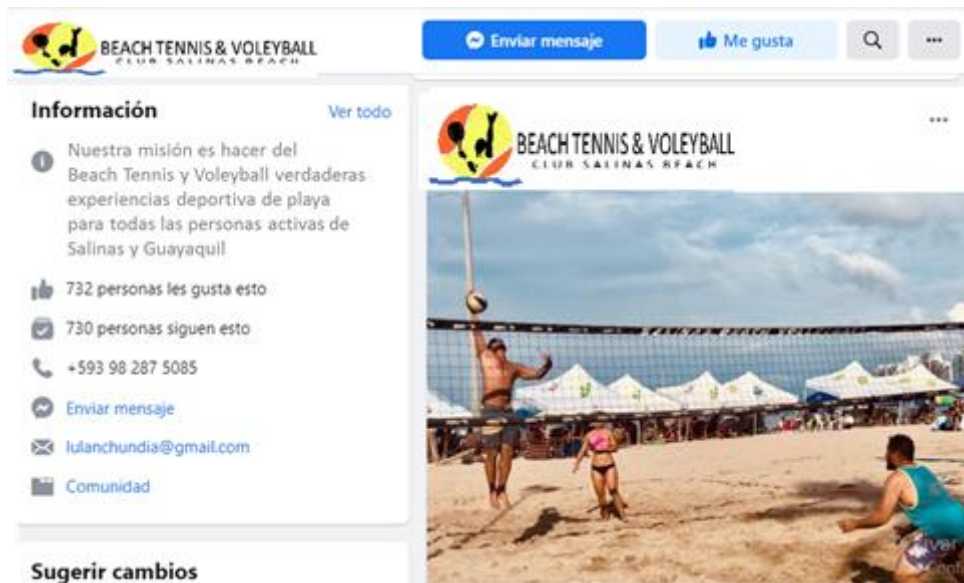 BEACH TENNIS & VOLEYBALL
CLUB SALINAS BEACH
Enviar mensaje
Me gusta
Información
Ver todo
Nuestra misión es hacer del
Beach Tennis y Voleyball verdaderas
experiencias deportiva de playa
para todas las personas activas de
Salinas y Guayaquil
732 personas les gusta esto
730 personas siguen esto
+593 98 287 5085
Enviar mensaje
lulanchundia@gmail.com
Comunidad
Sugerir cambios
BEACH TENNIS & VOLEYBALL
CLUB SALINAS BEACH
SALINAS BEACH TENNIS